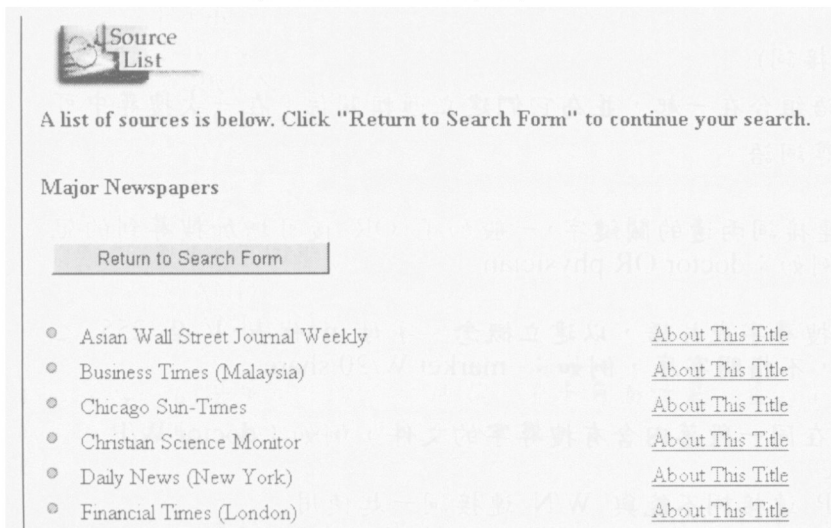 Source
List
A list of sources is below. Click "Return to Search Form" to continue your search.
Major Newspapers
Return to Search Form
Asian Wall Street Journal Weekly About This Title
Business Times (Malaysia) About This Title
Chicago Sun-Times About This Title
Christian Science Monitor About This Title
Daily News (New York) About This Title
Financial Times (London) About This Title